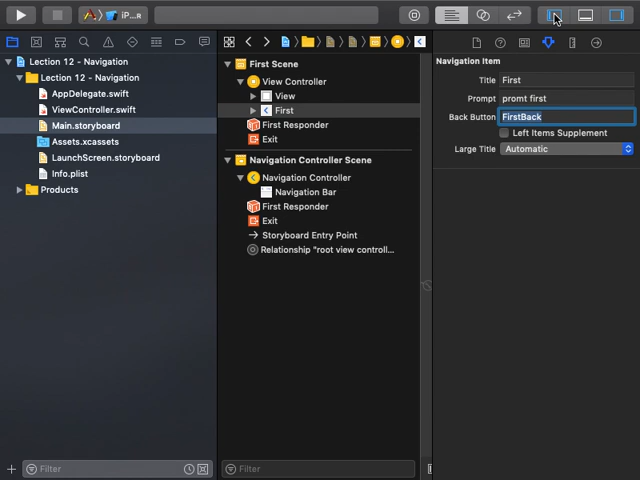 iP...R
Lection 12 - Navigation
Lection 12 - Navigation
AppDelegate.swift
ViewController.swift
Main.storyboard
Assets.xcassets
LaunchScreen.storyboard
Info.plist
Products
Filter
First Scene
View Controller
View
First
First Responder
Exit
Navigation Controller Scene
Navigation Controller
Navigation Bar
First Responder
Exit
Storyboard Entry Point
Relationship "root view controll...
Filter
Navigation Item
Title First
Prompt promt first
Back Button FirstBack
Left Items Supplement
Large Title Automatic